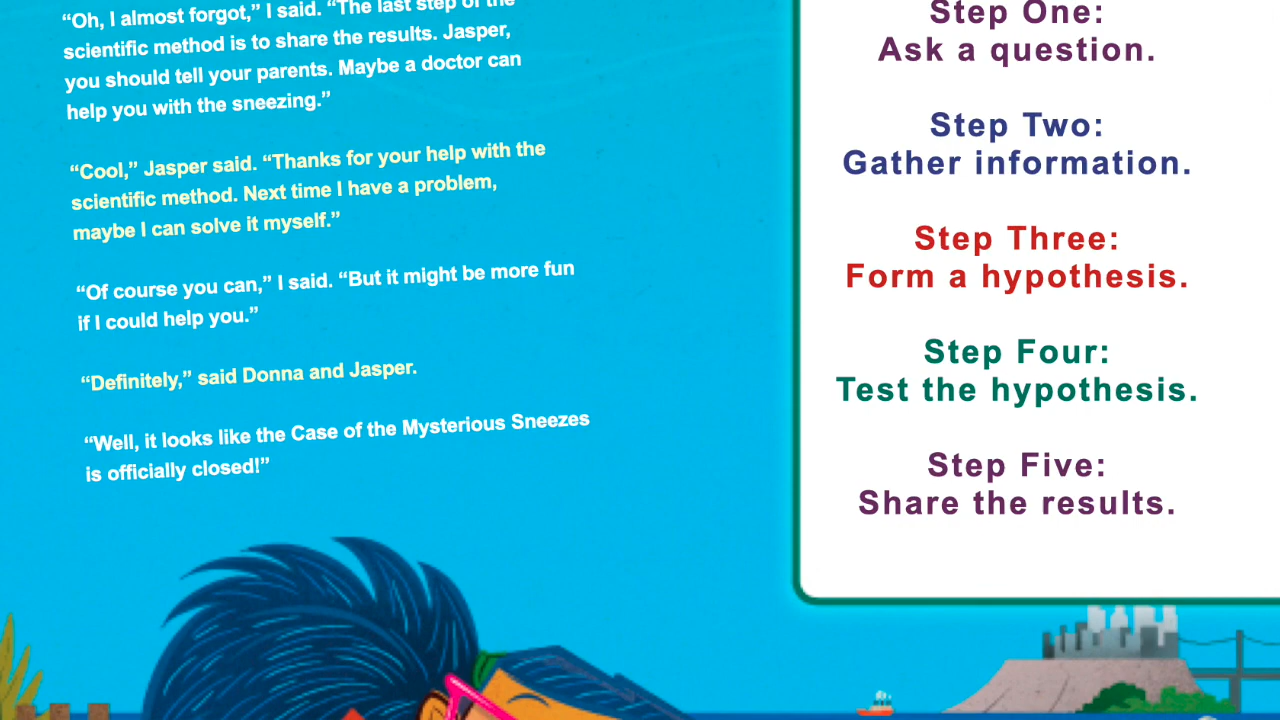 “Oh, I almost forgot,” I said. “The last step of the
scientific method is to share the results. Jasper,
you should tell your parents. Maybe a doctor can
help you with the sneezing.”
“Cool,” Jasper said. “Thanks for your help with the
scientific method. Next time I have a problem,
maybe I can solve it myself.”
“Of course you can,” I said. “But it might be more fun
if I could help you.”
“Definitely,” said Donna and Jasper.
“Well, it looks like the Case of the Mysterious Sneezes
is officially closed!”
Step One:
Ask a question.
Step Two:
Gather information.
Step Three:
Form a hypothesis.
Step Four:
Test the hypothesis.
Step Five:
Share the results.